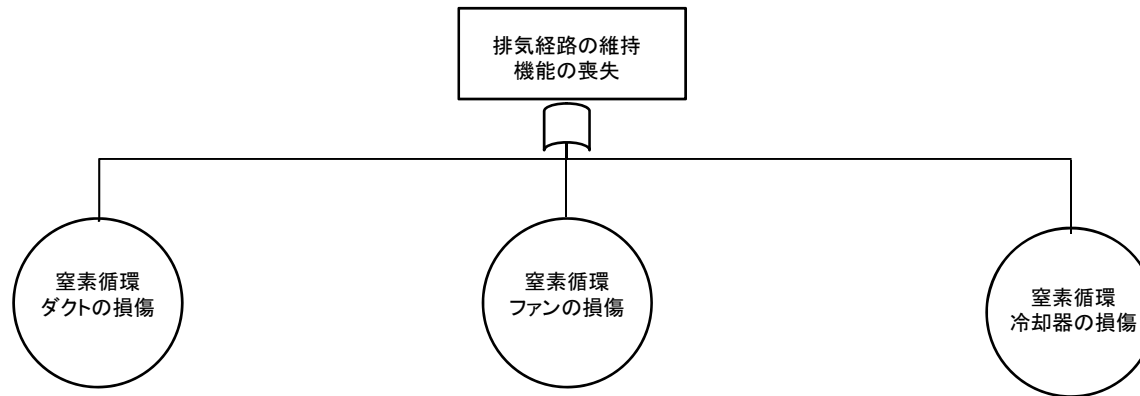 排気経路の維持
機能の喪失
窒素循環
ダクトの損傷
窒素循環
ファンの損傷
窒素循環
冷却器の損傷